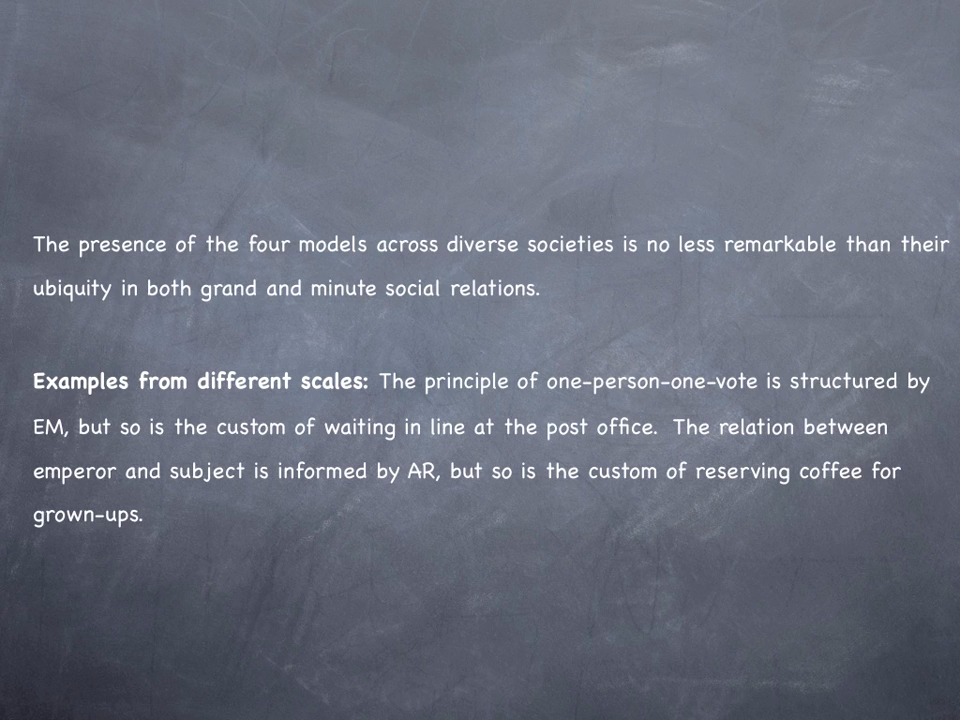 The presence of the four models across diverse societies is no less remarkable than their
ubiquity in both grand and minute social relations.
Examples from different scales: The principle of one-person-one-vote is structured by
EM, but so is the custom of waiting in line at the post office.  The relation between
emperor and subject is informed by AR, but so is the custom of reserving coffee for
grown-ups.